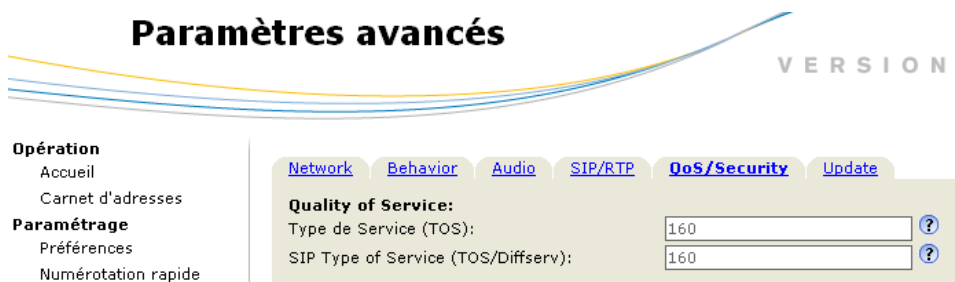 Paramètres avancés
VERSION
Opération
Accueil
Carnet d'adresses
Paramétrage
Préférences
Numérotation rapide
Network Behavior Audio SIP/RTP QoS/Security Update
Quality of Service:
Type de Service (TOS): 160 ?
SIP Type of Service (TOS/Diffserv): 160 ?